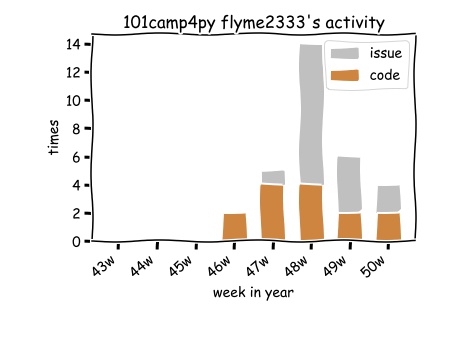 101camp4py flyme2333's activity
issue
code
14
12
10
8
6
4
2
0
times
43w 44w 45w 46w 47w 48w 49w 50w
week in year